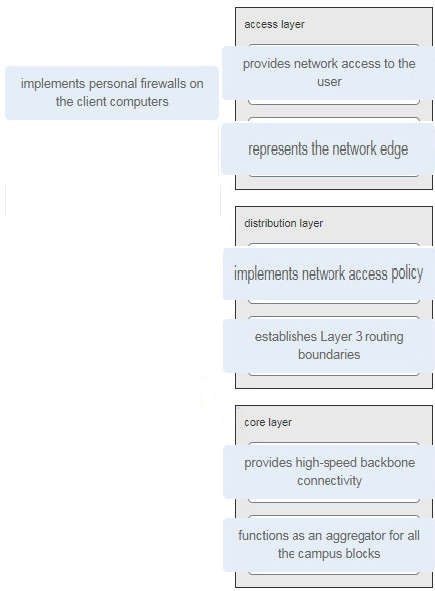 access layer
provides network access to the
user
implements personal firewalls on
the client computers
represents the network edge
distribution layer
implements network access policy
establishes Layer 3 routing
boundaries
core layer
provides high-speed backbone
connectivity
functions as an aggregator for all
the campus blocks